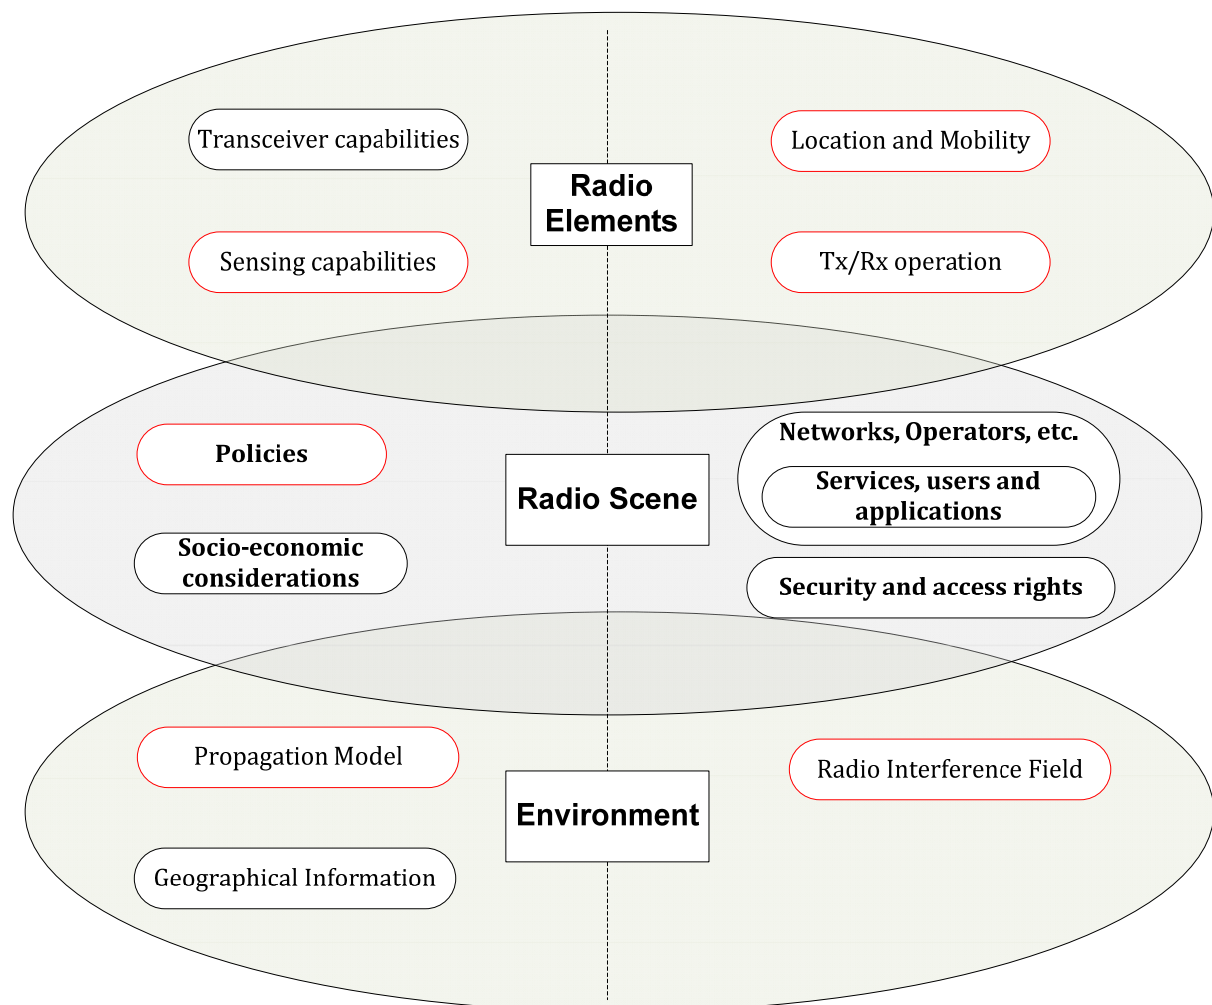 Transceiver capabilities
Location and Mobility
Radio
Elements
Sensing capabilities
Tx/Rx operation
Networks, Operators, etc.
Policies
Services, users and
applications
Radio Scene
Socio-economic
considerations
Security and access rights
Propagation Model
Radio Interference Field
Environment
Geographical Information